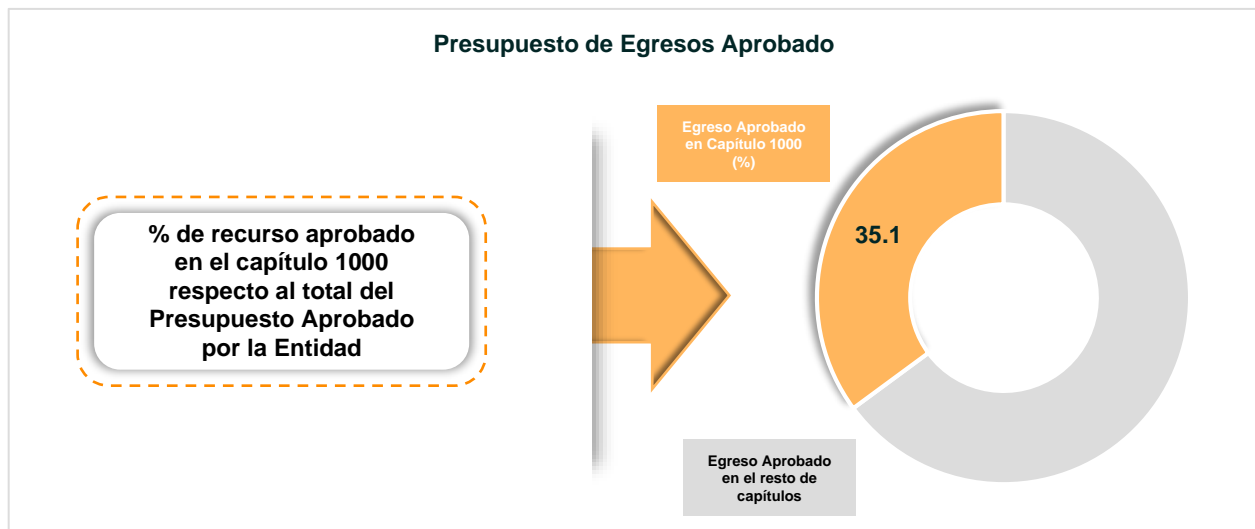 Presupuesto de Egresos Aprobado
Egreso Aprobado
en Capítulo 1000
(%)
% de recurso aprobado
en el capítulo 1000
respecto al total del
Presupuesto Aprobado
por la Entidad
35.1
Egreso Aprobado
en el resto de
capítulos